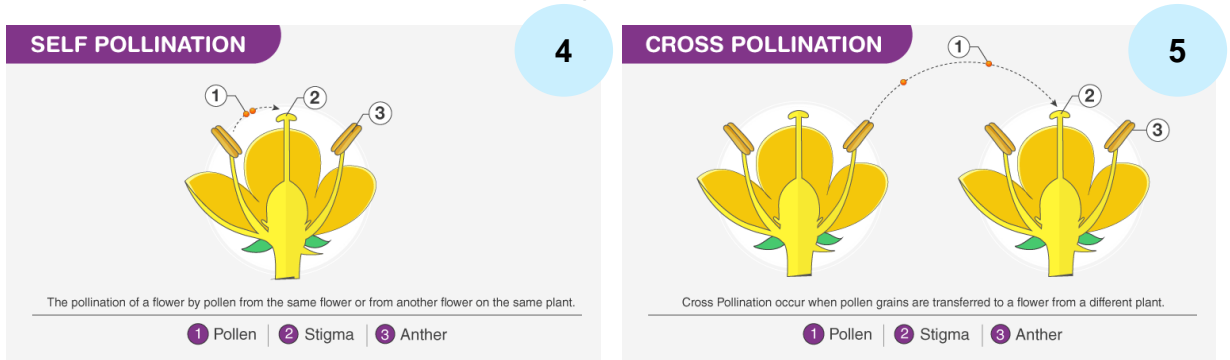 SELF POLLINATION
4
1
2
3
The pollination of a flower by pollen from the same flower or from another flower on the same plant.
1 Pollen | 2 Stigma | 3 Anther
CROSS POLLINATION
5
1
2
3
Cross Pollination occur when pollen grains are transferred to a flower from a different plant.
1 Pollen | 2 Stigma | 3 Anther